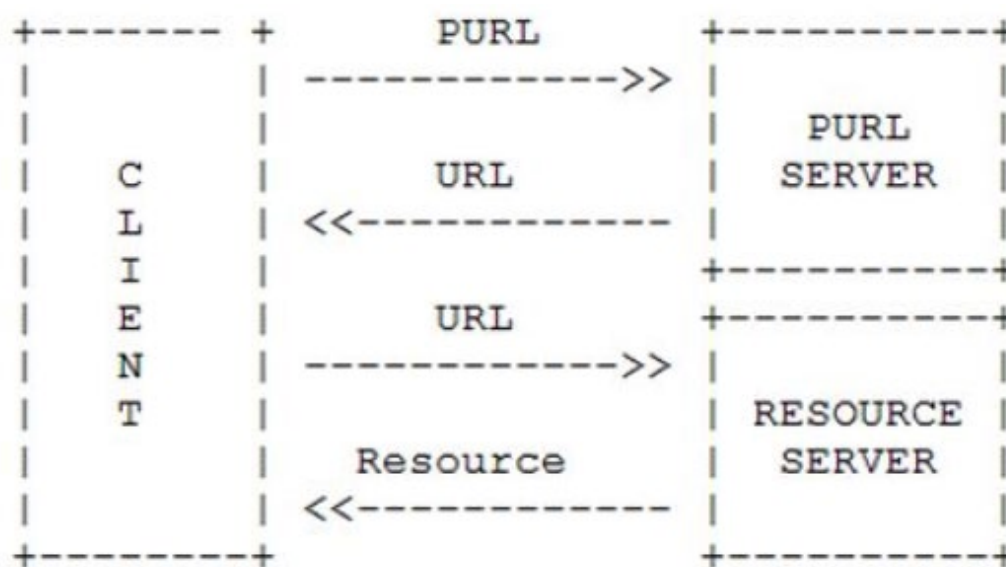 +------- +      PURL      +-----------+
|        |  ------------>>  |           |
|        |                  |   PURL    |
|   C    |      URL         |  SERVER   |
|   L    |  <<------------  |           |
|   I    |                  +-----------+
|   E    |      URL         +-----------+
|   N    |  ------------>>  |           |
|   T    |                  | RESOURCE  |
|        |    Resource      |  SERVER   |
|        |  <<------------  |           |
+---------+                 +-----------+